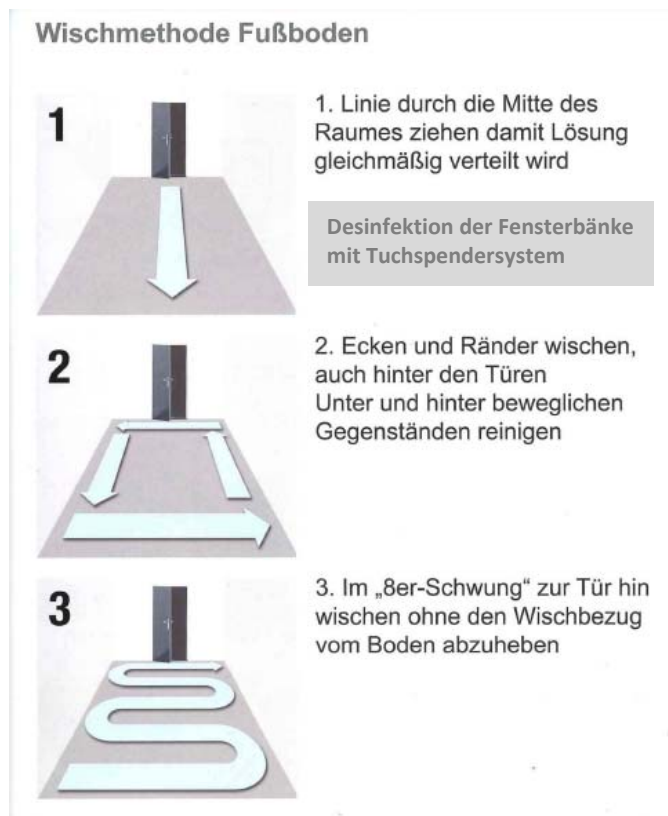 Wischmethode Fußboden
1
1. Linie durch die Mitte des
Raumes ziehen damit Lösung
gleichmäßig verteilt wird
Desinfektion der Fensterbänke
mit Tuchspendersystem
2
2. Ecken und Ränder wischen,
auch hinter den Türen
Unter und hinter beweglichen
Gegenständen reinigen
3
3. Im „8er-Schwung“ zur Tür hin
wischen ohne den Wischbezug
vom Boden abzuheben